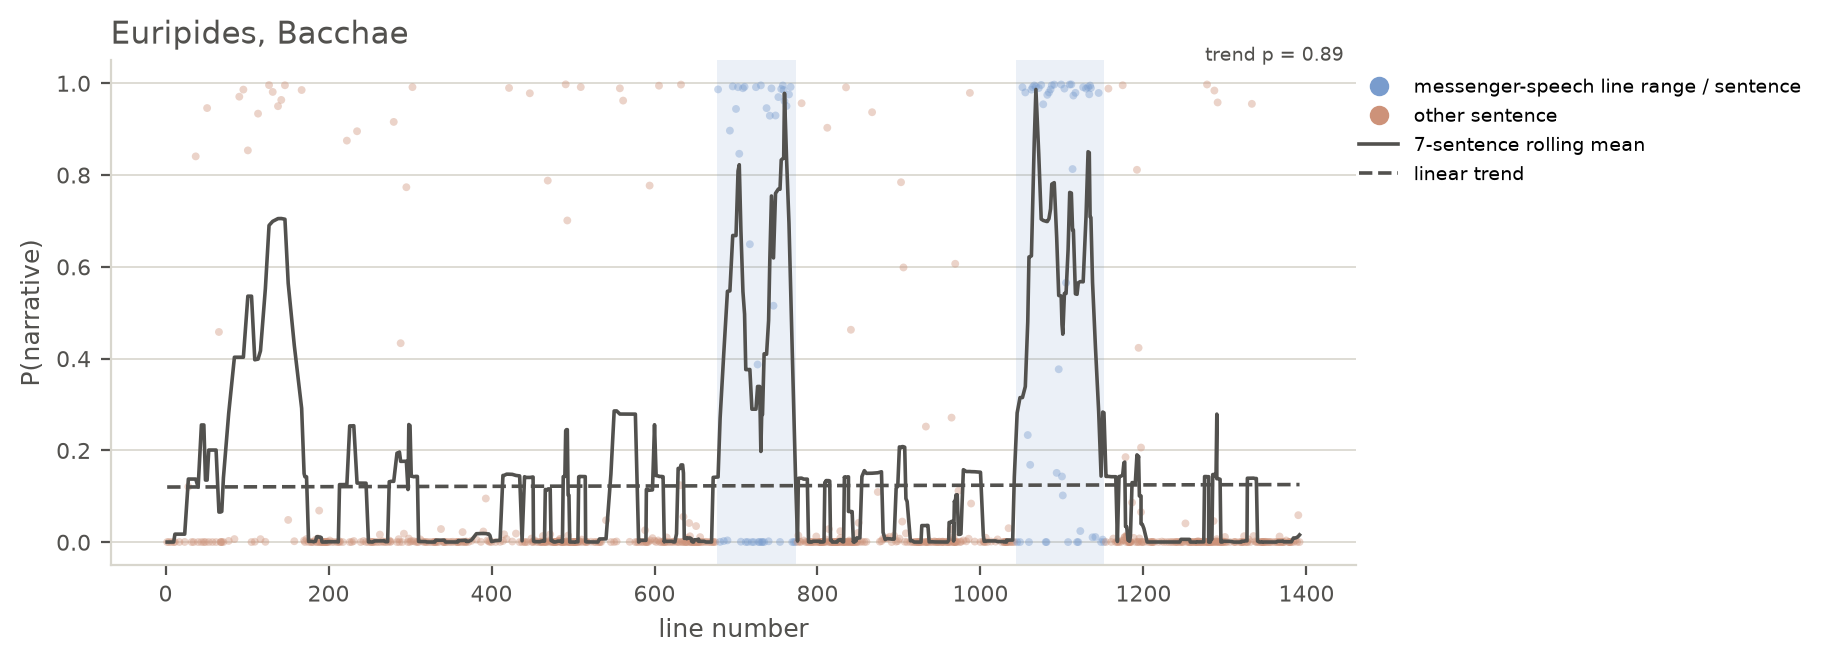 Euripides, Bacchae
trend p = 0.89
messenger-speech line range / sentence
other sentence
7-sentence rolling mean
linear trend
P(narrative)
1.0
0.8
0.6
0.4
0.2
0.0
0 200 400 600 800 1000 1200 1400
line number